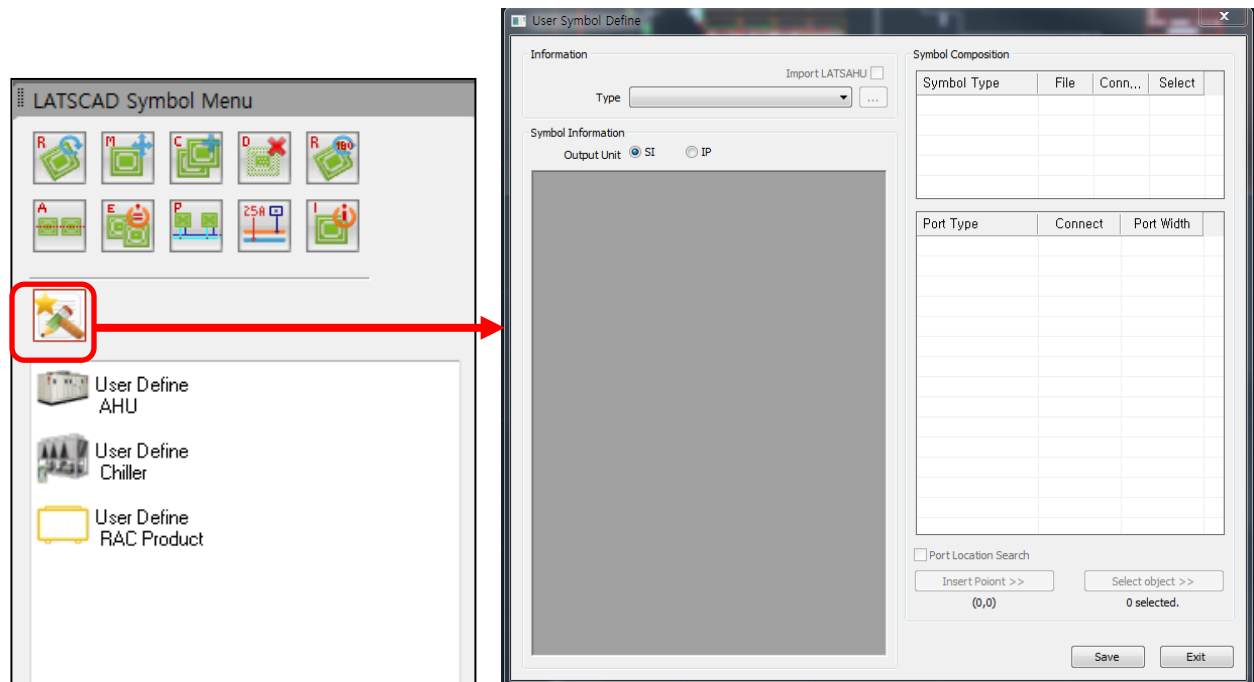 LATSCAD Symbol Menu
R M C D R 180
A E P 25A I
User Define
AHU
User Define
Chiller
User Define
RAC Product
User Symbol Define
x
Information
Import LATSAHU
Type
...
Symbol Information
Output Unit SI IP
Symbol Composition
Symbol Type File Conn... Select
Port Type Connect Port Width
Port Location Search
Insert Poiont >> Select object >>
(0,0) 0 selected.
Save Exit